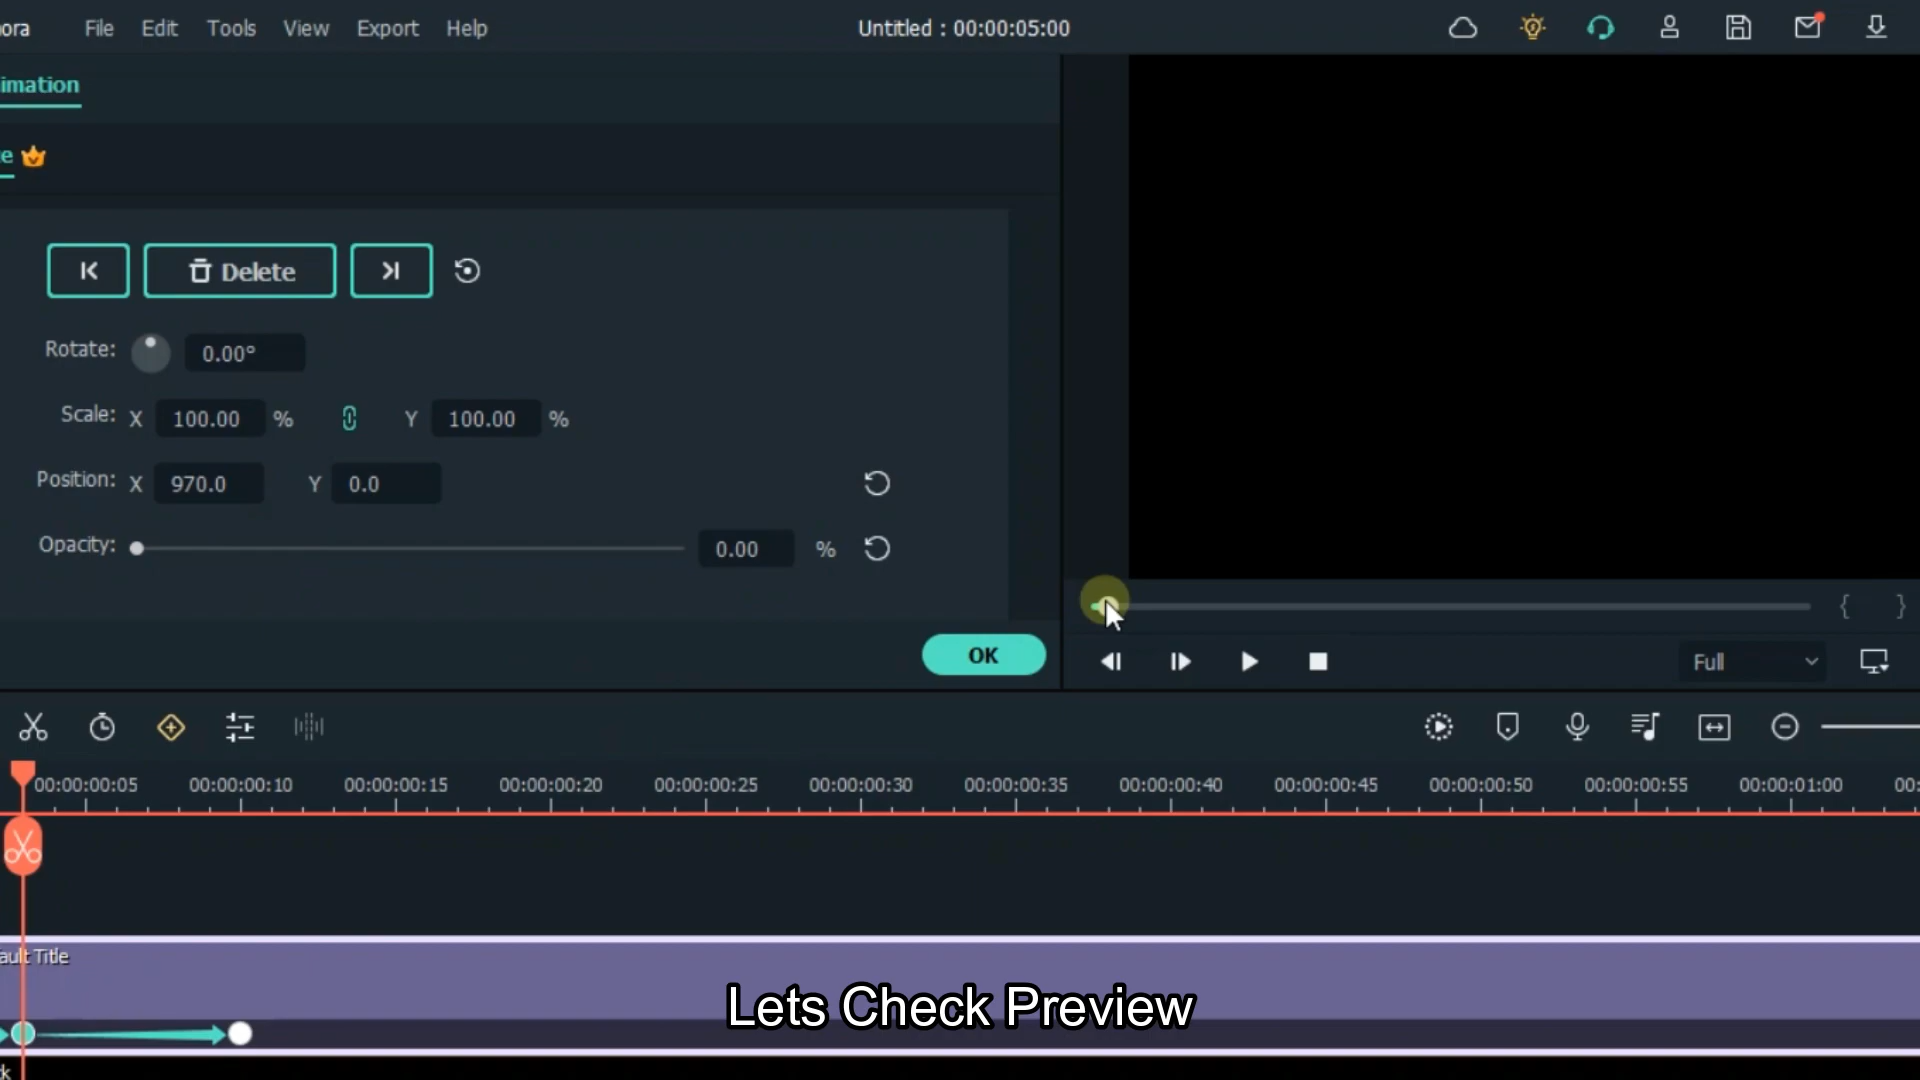 ora File Edit Tools View Export Help Untitled : 00:00:05:00
imation
e
Delete
Rotate: 0.00°
Scale: X 100.00 % Y 100.00 %
Position: X 970.0 Y 0.0
Opacity: 0.00 %
OK
{ }
Full
00:00:00:05 00:00:00:10 00:00:00:15 00:00:00:20 00:00:00:25 00:00:00:30 00:00:00:35 00:00:00:40 00:00:00:45 00:00:00:50 00:00:00:55 00:00:01:00 00:
ault Title
Lets Check Preview
k